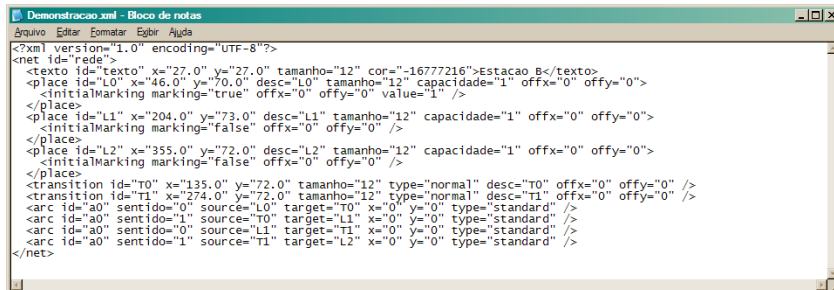 Demonstracao.xml - Bloco de notas
Arquivo Editar Formatar Exibir Ajuda
<?xml version="1.0" encoding="UTF-8"?>
<net id="rede">
<texto id="texto" x="27.0" y="27.0" tamanho="12" cor="-16777216">Estacao B</texto>
<place id="L0" x="46.0" y="70.0" desc="L0" tamanho="12" capacidade="1" offx="0" offy="0">
<initialMarking marking="true" offx="0" offy="0" value="1" />
</place>
<place id="L1" x="204.0" y="73.0" desc="L1" tamanho="12" capacidade="1" offx="0" offy="0">
<initialMarking marking="false" offx="0" offy="0" />
</place>
<place id="L2" x="355.0" y="72.0" desc="L2" tamanho="12" capacidade="1" offx="0" offy="0">
<initialMarking marking="false" offx="0" offy="0" />
</place>
<transition id="T0" x="135.0" y="72.0" tamanho="12" type="normal" desc="T0" offx="0" offy="0" />
<transition id="T1" x="274.0" y="72.0" tamanho="12" type="normal" desc="T1" offx="0" offy="0" />
<arc id="a0" sentido="0" source="L0" target="T0" x="0" y="0" type="standard" />
<arc id="a0" sentido="1" source="T0" target="L1" x="0" y="0" type="standard" />
<arc id="a0" sentido="0" source="L1" target="T1" x="0" y="0" type="standard" />
<arc id="a0" sentido="1" source="T1" target="L2" x="0" y="0" type="standard" />
</net>